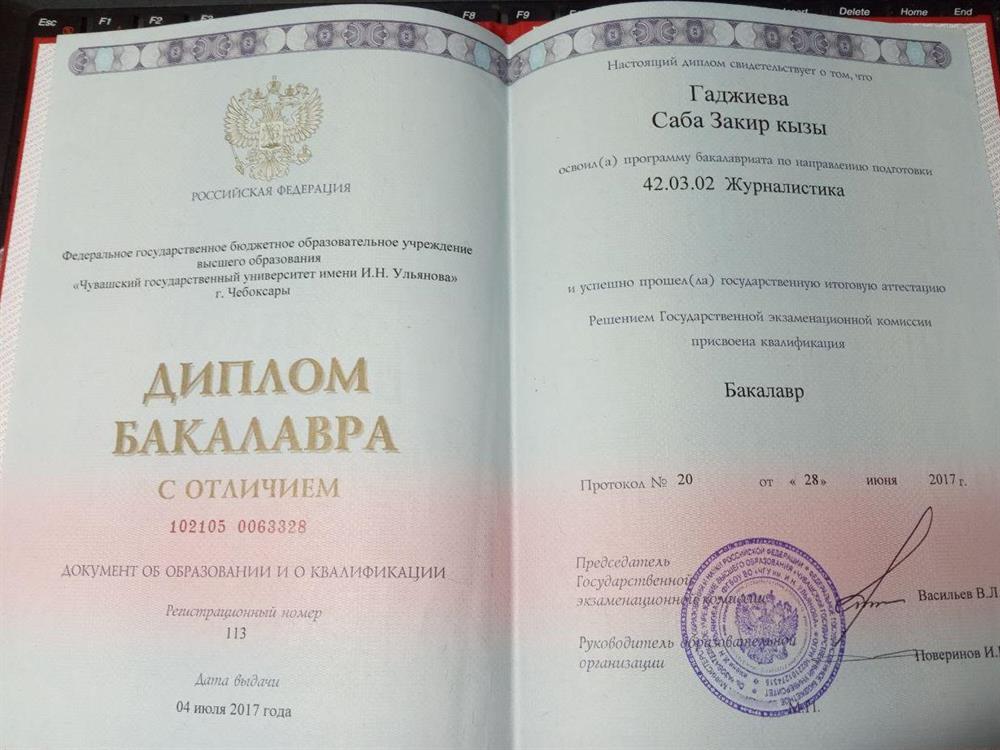 Esc F1 F2 F8 F9 Delete Home End
РОССИЙСКАЯ ФЕДЕРАЦИЯ
Федеральное государственное бюджетное образовательное учреждение
высшего образования
«Чувашский государственный университет имени И.Н. Ульянова»
г. Чебоксары
ДИПЛОМ
БАКАЛАВРА
С ОТЛИЧИЕМ
102105 0063328
ДОКУМЕНТ ОБ ОБРАЗОВАНИИ И О КВАЛИФИКАЦИИ
Регистрационный номер
113
Дата выдачи
04 июля 2017 года
Настоящий диплом свидетельствует о том, что
Гаджиева
Саба Закир кызы
освоил(а) программу бакалавриата по направлению подготовки
42.03.02 Журналистика
и успешно прошел(ла) государственную итоговую аттестацию
Решением Государственной экзаменационной комиссии
присвоена квалификация
Бакалавр
Протокол № 20 от « 28» июня 2017 г.
Председатель
Государственной
экзаменационной комиссии
Васильев В.Л.
Руководитель образовательной
организации
Поверинов И.
М.П.